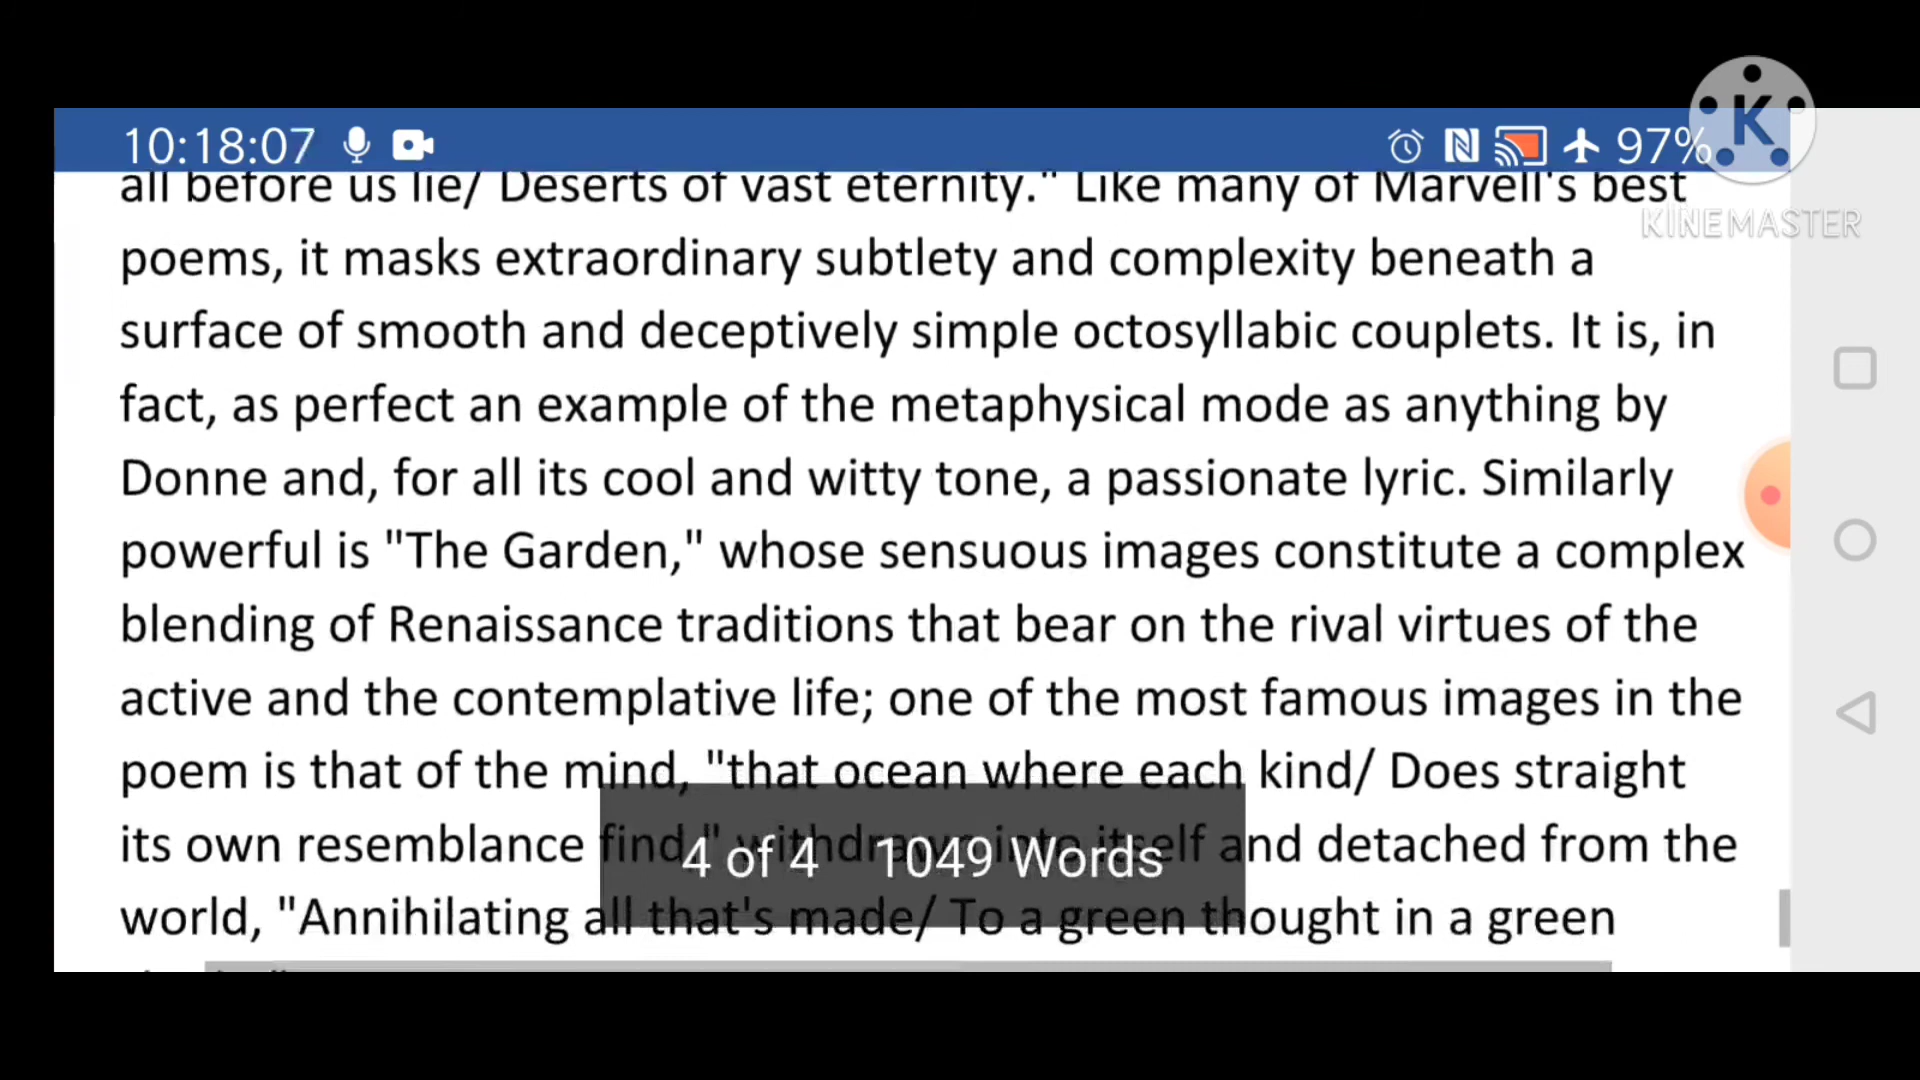 10:18:07 97%
K
KINEMASTER
all before us lie/ Deserts of vast eternity." Like many of Marvell's best
poems, it masks extraordinary subtlety and complexity beneath a
surface of smooth and deceptively simple octosyllabic couplets. It is, in
fact, as perfect an example of the metaphysical mode as anything by
Donne and, for all its cool and witty tone, a passionate lyric. Similarly
powerful is "The Garden," whose sensuous images constitute a complex
blending of Renaissance traditions that bear on the rival virtues of the
active and the contemplative life; one of the most famous images in the
poem is that of the mind, "that ocean where each kind/ Does straight
its own resemblance find," withdrawn into itself and detached from the
4 of 4 1049 Words
world, "Annihilating all that's made/ To a green thought in a green